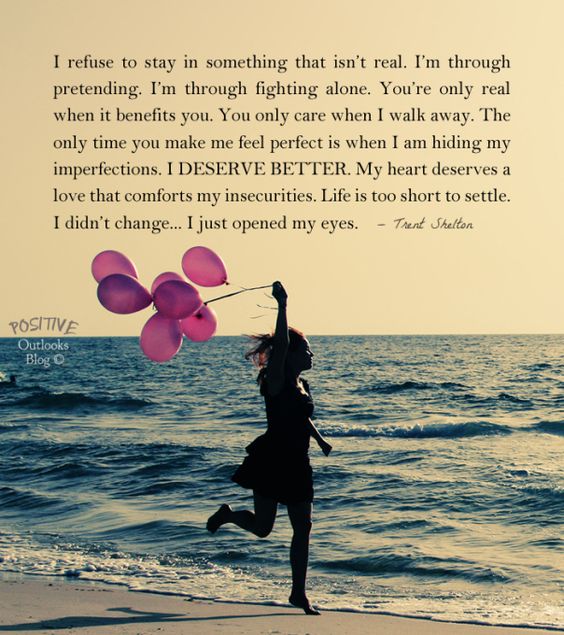 I refuse to stay in something that isn't real. I'm through
pretending. I'm through fighting alone. You're only real
when it benefits you. You only care when I walk away. The
only time you make me feel perfect is when I am hiding my
imperfections. I DESERVE BETTER. My heart deserves a
love that comforts my insecurities. Life is too short to settle.
I didn't change... I just opened my eyes. – Trent Shelton
POSITIVE
Outlooks
Blog ©